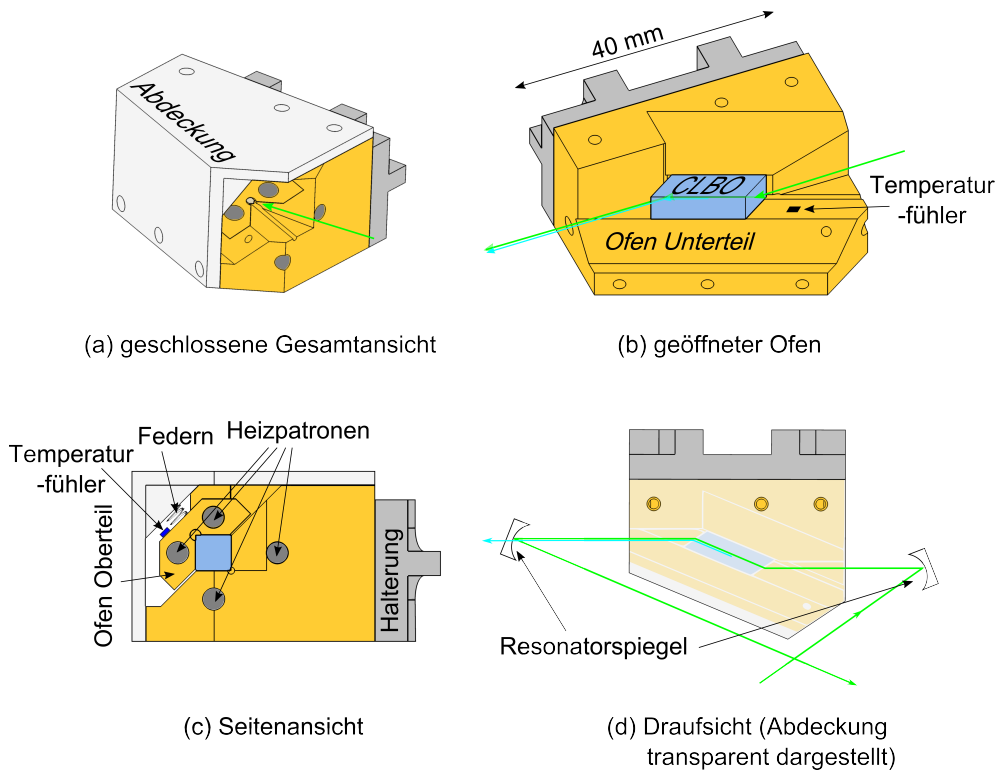 Abdeckung
(a) geschlossene Gesamtansicht
40 mm
CLBO
Temperatur
-fühler
Ofen Unterteil
(b) geöffneter Ofen
Temperatur
-fühler
Federn
Heizpatronen
Ofen Oberteil
Halterung
(c) Seitenansicht
Resonatorspiegel
(d) Draufsicht (Abdeckung
transparent dargestellt)